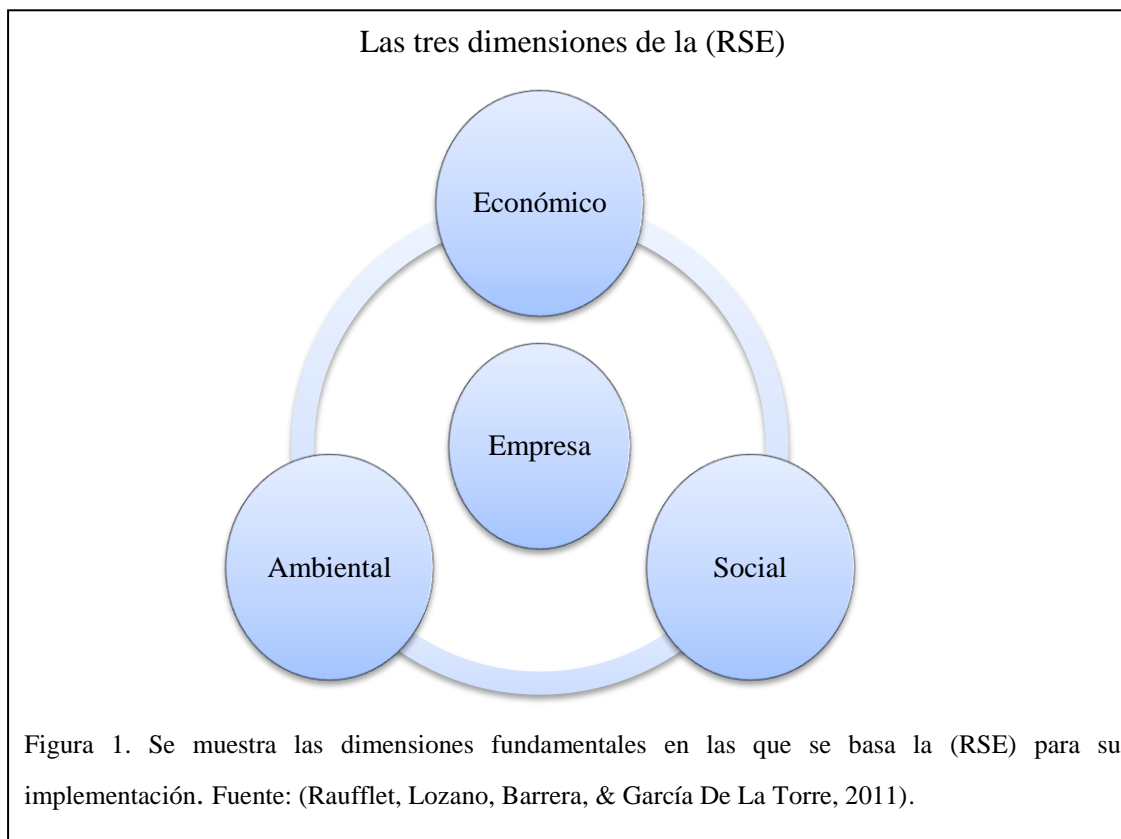 Las tres dimensiones de la (RSE)
Económico
Empresa
Ambiental
Social
Figura 1. Se muestra las dimensiones fundamentales en las que se basa la (RSE) para su
implementación. Fuente: (Raufflet, Lozano, Barrera, & García De La Torre, 2011).